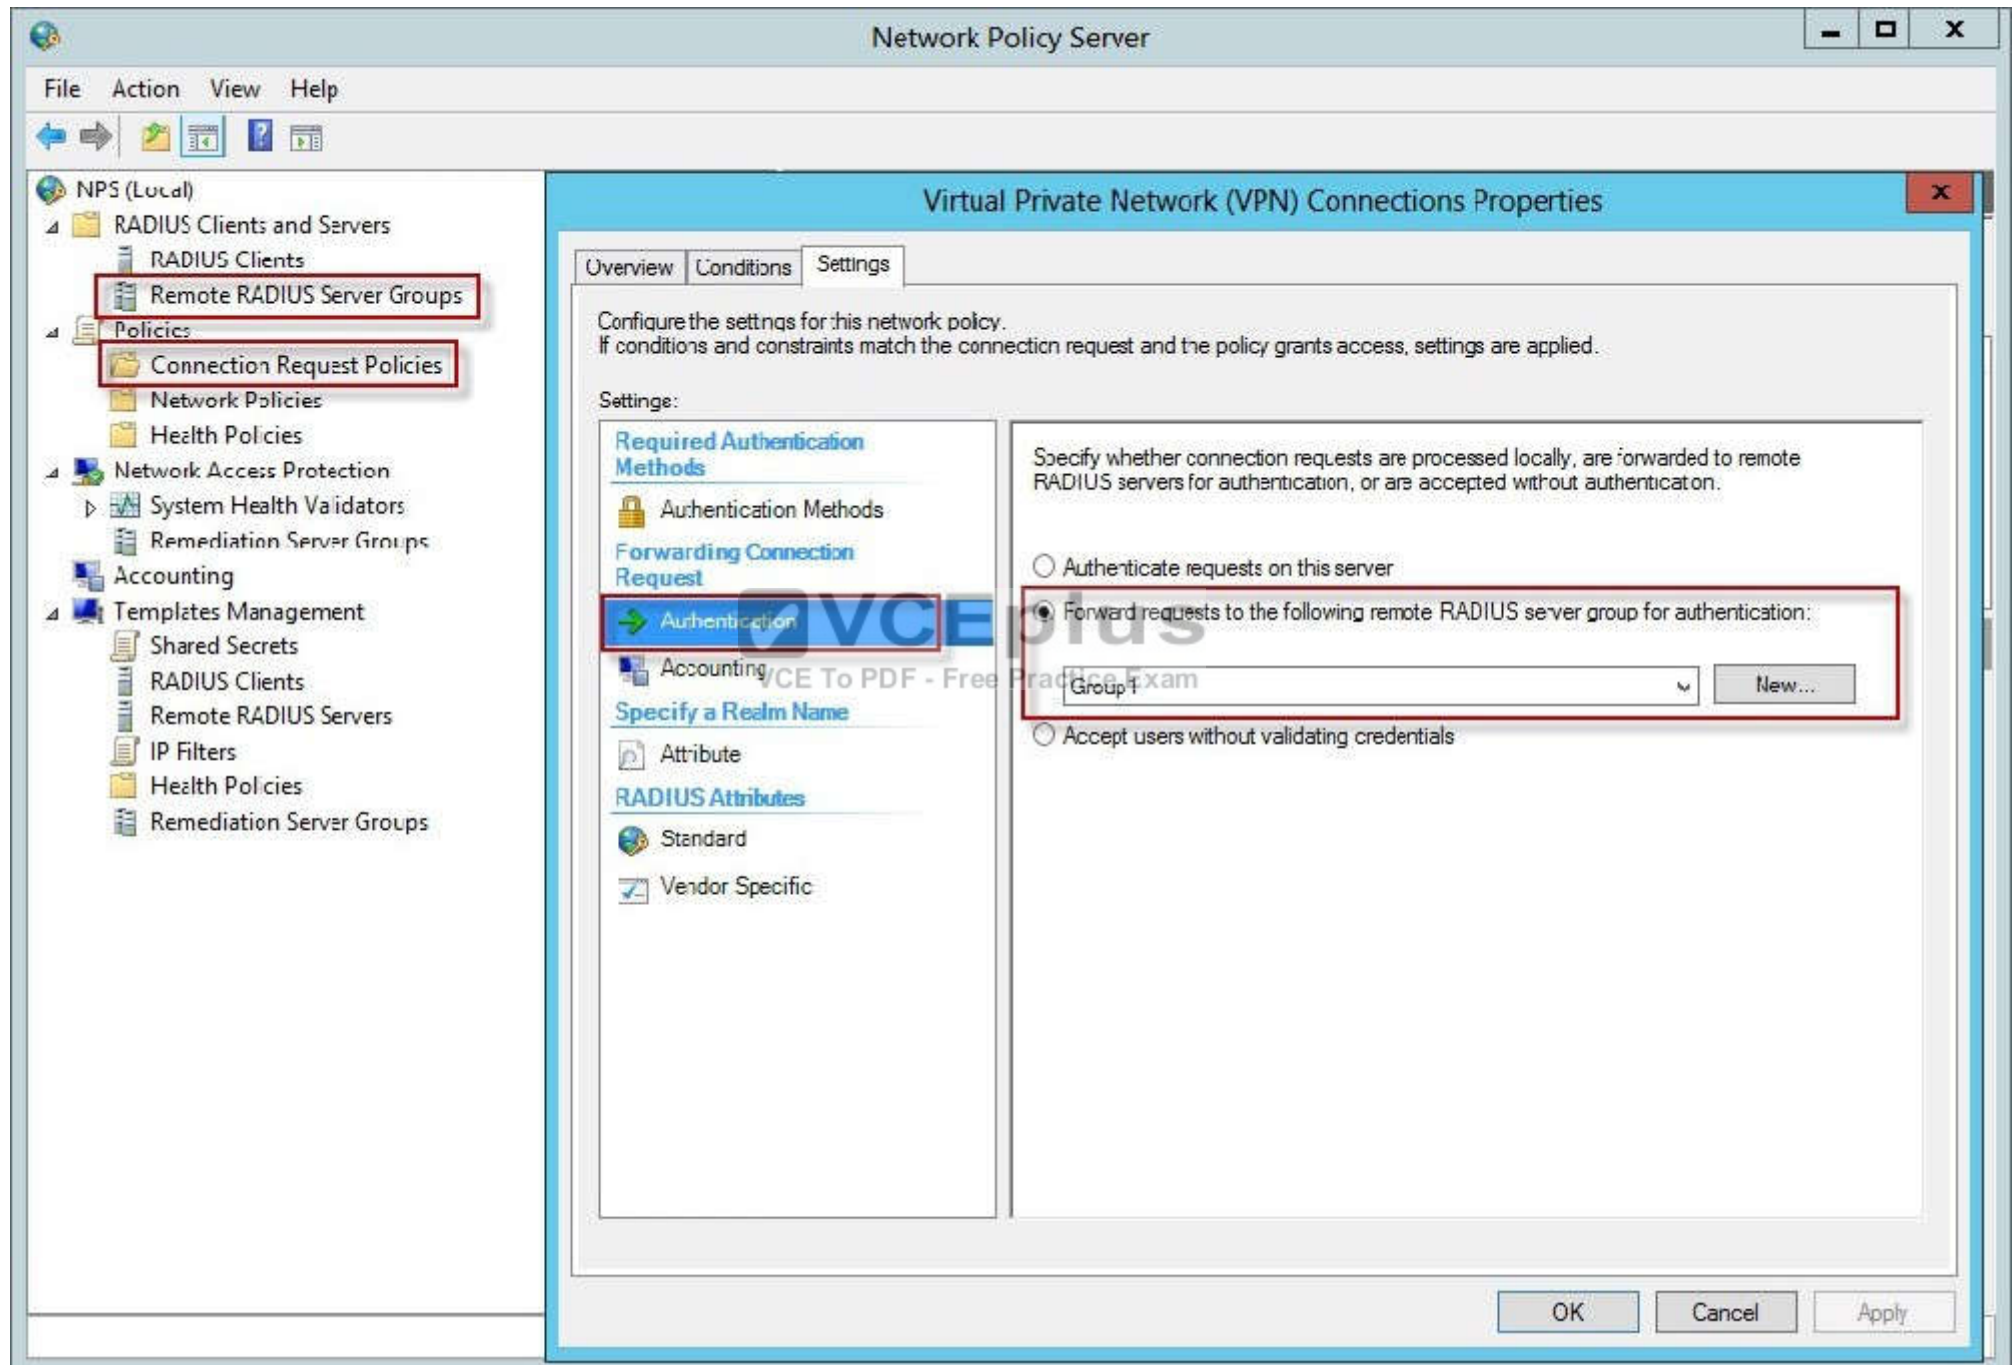 Network Policy Server
File Action View Help
NPS (Local)
RADIUS Clients and Servers
RADIUS Clients
Remote RADIUS Server Groups
Policies
Connection Request Policies
Network Policies
Health Policies
Network Access Protection
System Health Validators
Remediation Server Groups
Accounting
Templates Management
Shared Secrets
RADIUS Clients
Remote RADIUS Servers
IP Filters
Health Policies
Remediation Server Groups
Virtual Private Network (VPN) Connections Properties
Overview Conditions Settings
Configure the settings for this network policy.
If conditions and constraints match the connection request and the policy grants access, settings are applied.
Settings:
Required Authentication
Methods
Authentication Methods
Forwarding Connection
Request
Authentication
Accounting
Specify a Realm Name
Attribute
RADIUS Attributes
Standard
Vendor Specific
Specify whether connection requests are processed locally, are forwarded to remote
RADIUS servers for authentication, or are accepted without authentication.
Authenticate requests on this server
Forward requests to the following remote RADIUS server group for authentication:
Group1
New...
Accept users without validating credentials
VCEplus
VCE To PDF - Free Practice Exam
OK Cancel Apply